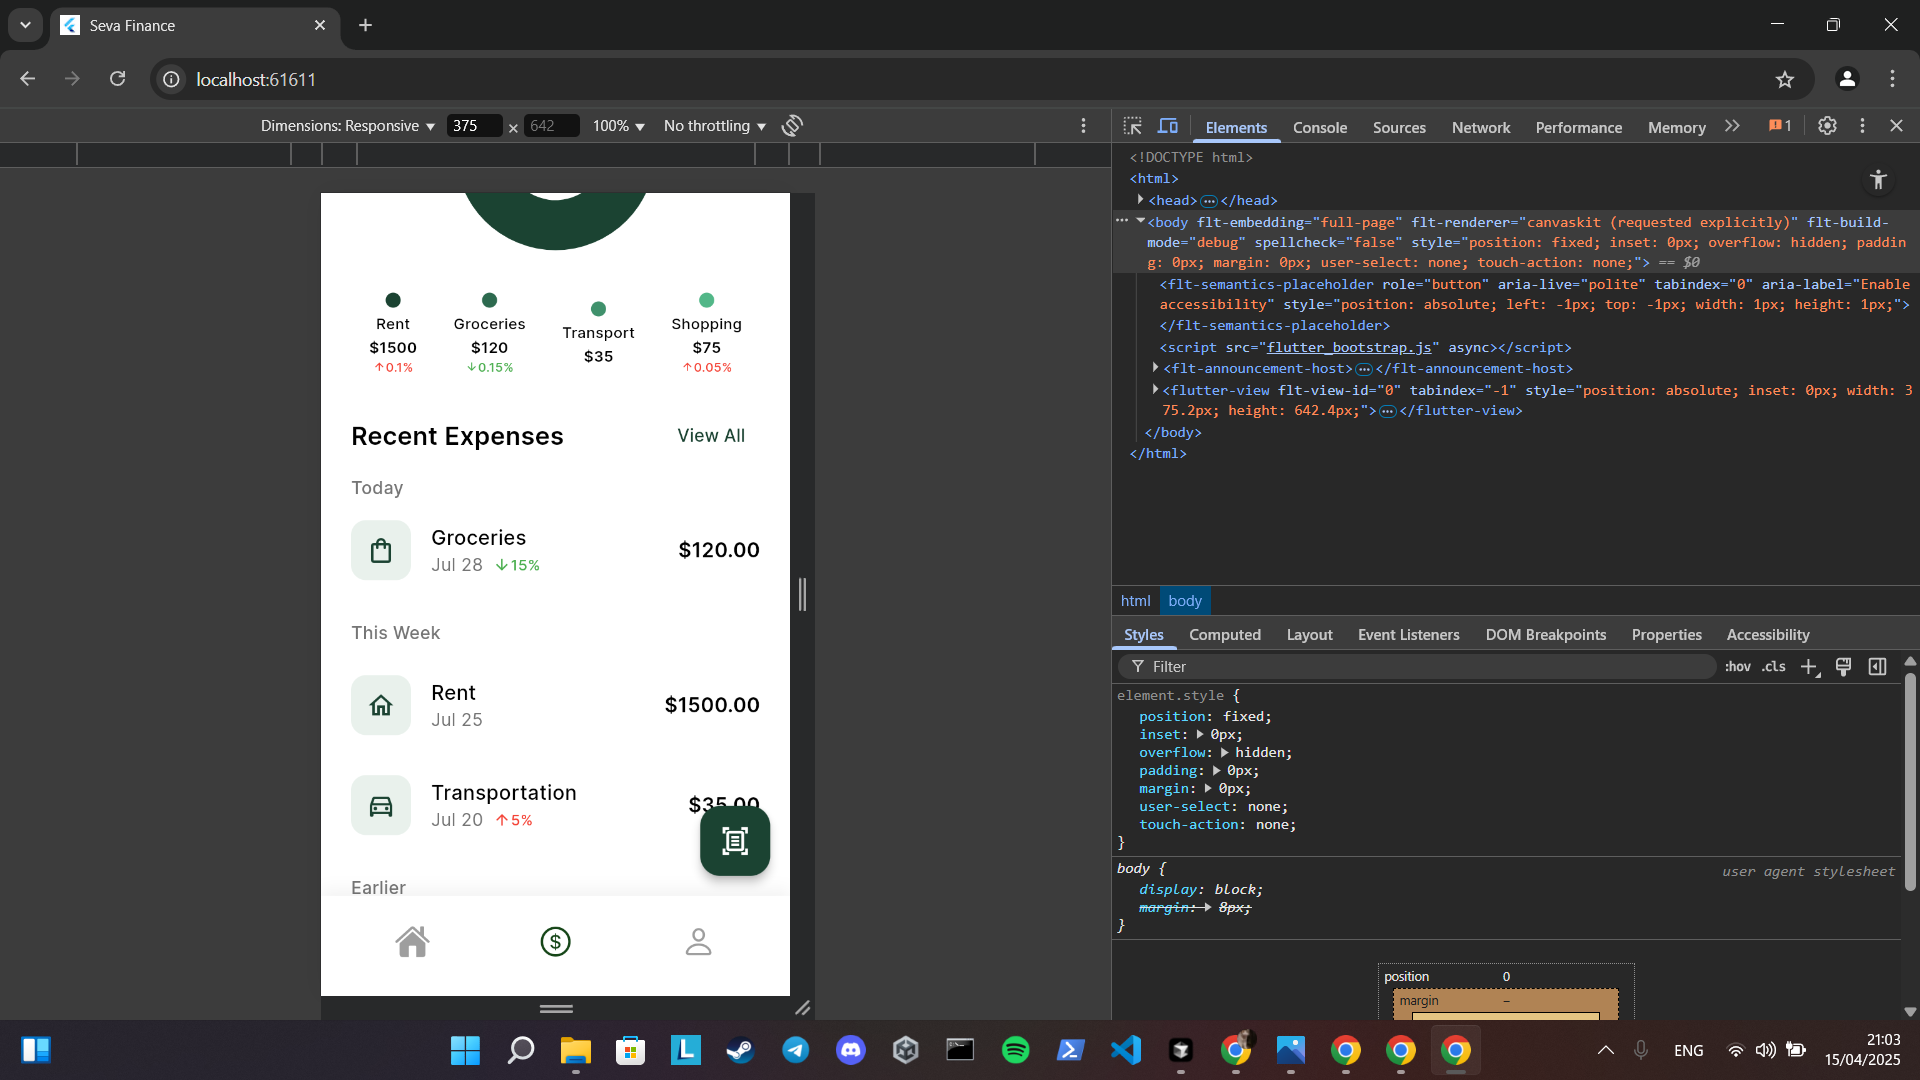 Seva Finance
localhost:61611
Dimensions: Responsive 375 × 642 100% No throttling
Rent
$1500
↑0.1%
Groceries
$120
↓0.15%
Transport
$35
Shopping
$75
↑0.05%
Recent Expenses
View All
Today
Groceries
Jul 28 ↓15%
$120.00
This Week
Rent
Jul 25
$1500.00
Transportation
Jul 20 ↑5%
$35.00
Earlier
Elements Console Sources Network Performance Memory 1
<!DOCTYPE html>
<html>
<head>…</head>
<body flt-embedding="full-page" flt-renderer="canvaskit (requested explicitly)" flt-build-
mode="debug" spellcheck="false" style="position: fixed; inset: 0px; overflow: hidden; paddin
g: 0px; margin: 0px; user-select: none; touch-action: none;"> == $0
<flt-semantics-placeholder role="button" aria-live="polite" tabindex="0" aria-label="Enable
accessibility" style="position: absolute; left: -1px; top: -1px; width: 1px; height: 1px;">
</flt-semantics-placeholder>
<script src="flutter_bootstrap.js" async></script>
<flt-announcement-host>…</flt-announcement-host>
<flutter-view flt-view-id="0" tabindex="-1" style="position: absolute; inset: 0px; width: 3
75.2px; height: 642.4px;">…</flutter-view>
</body>
</html>
html body
Styles Computed Layout Event Listeners DOM Breakpoints Properties Accessibility
Filter :hov .cls
element.style {
position: fixed;
inset: 0px;
overflow: hidden;
padding: 0px;
margin: 0px;
user-select: none;
touch-action: none;
}
body { user agent stylesheet
display: block;
margin: 8px;
}
position 0
margin –
ENG
21:03
15/04/2025